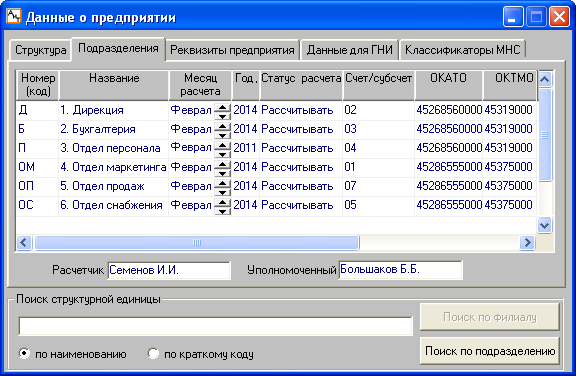 Данные о предприятии
Структура Подразделения Реквизиты предприятия Данные для ГНИ Классификаторы МНС
Номер (код) Название Месяц расчета Год, Статус расчета Счет/субсчет ОКАТО ОКТМО
Д 1. Дирекция Феврал 2014 Рассчитывать 02 45268560000 45319000
Б 2. Бухгалтерия Феврал 2014 Рассчитывать 03 45268560000 45319000
П 3. Отдел персонала Феврал 2011 Рассчитывать 04 45268560000 45319000
ОМ 4. Отдел маркетинга Феврал 2014 Рассчитывать 01 45286555000 45375000
ОП 5. Отдел продаж Феврал 2014 Рассчитывать 07 45286555000 45375000
ОС 6. Отдел снабжения Феврал 2014 Рассчитывать 05 45286555000 45375000
Расчетчик Семенов И.И. Уполномоченный Большаков Б.Б.
Поиск структурной единицы
Поиск по филиалу
по наименованию по краткому коду Поиск по подразделению